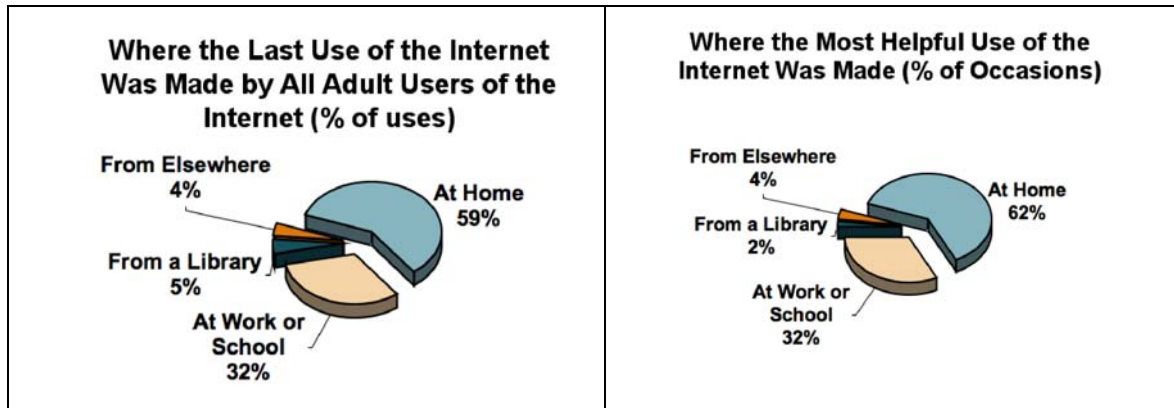 Where the Last Use of the Internet
Was Made by All Adult Users of the
Internet (% of uses)
From Elsewhere
4%
At Home
59%
From a Library
5%
At Work or
School
32%
Where the Most Helpful Use of the
Internet Was Made (% of Occasions)
From Elsewhere
4%
At Home
62%
From a Library
2%
At Work or
School
32%